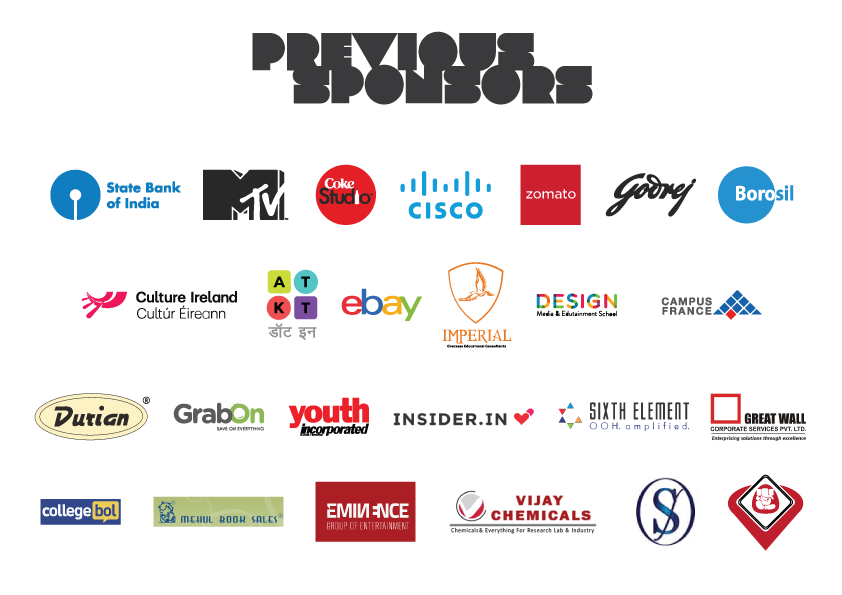 PREVIOUS
SPONSORS
State Bank
of India
MTV
Coke
Studio
CISCO
zomato
Godrej
Borosil
Culture Ireland
Cultúr Éireann
A T
K T
डॉट इन
ebay
IMPERIAL
Overseas Educational Consultants
DESIGN
Media & Edutainment School
CAMPUS
FRANCE
Durian ®
GrabOn
SAVE ON EVERYTHING
youth
incorporated
INSIDER.IN
SIXTH ELEMENT
OOH. amplified.
GREAT WALL
CORPORATE SERVICES PVT. LTD.
Enterprising solutions through excellence
collegebol
MEHUL BOOK SALES®
EMINENCE
GROUP OF ENTERTAINMENT
VIJAY
CHEMICALS
Chemicals& Everything For Research Lab & Industry
S